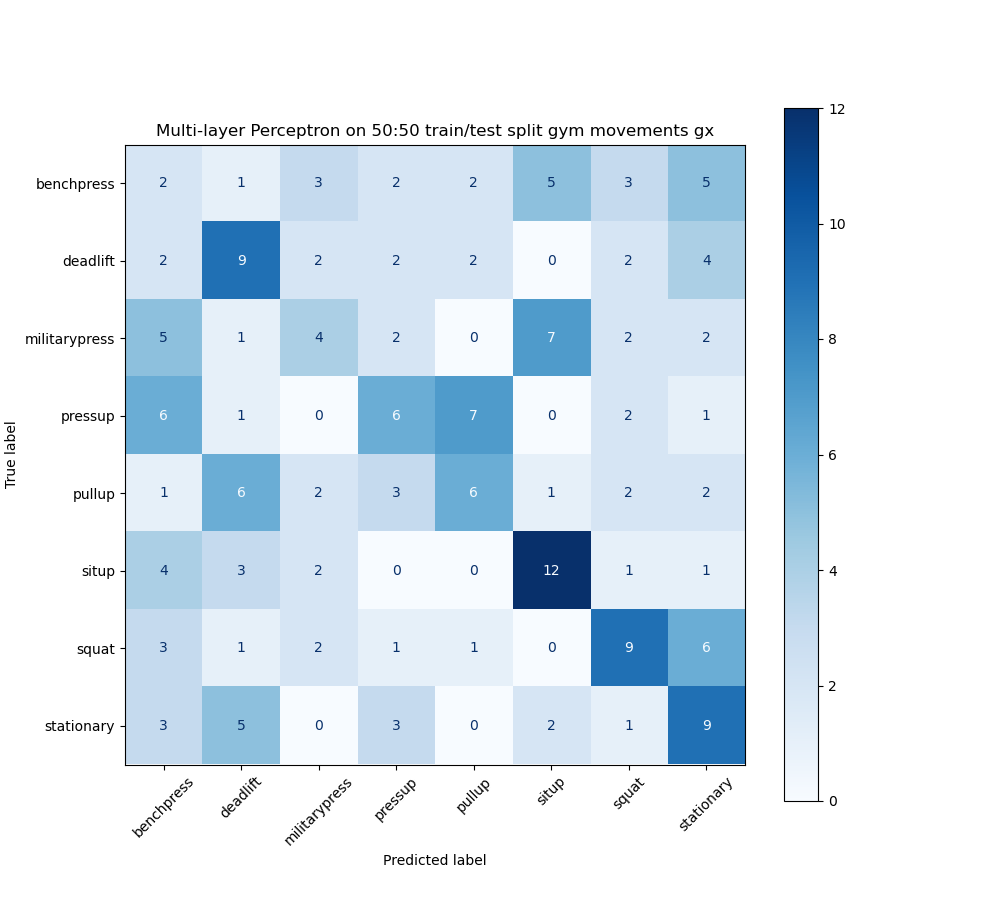 Multi-layer Perceptron on 50:50 train/test split gym movements gx
True label
benchpress 2 1 3 2 2 5 3 5
deadlift 2 9 2 2 2 0 2 4
militarypress 5 1 4 2 0 7 2 2
pressup 6 1 0 6 7 0 2 1
pullup 1 6 2 3 6 1 2 2
situp 4 3 2 0 0 12 1 1
squat 3 1 2 1 1 0 9 6
stationary 3 5 0 3 0 2 1 9
benchpress deadlift militarypress pressup pullup situp squat stationary
Predicted label
12
10
8
6
4
2
0